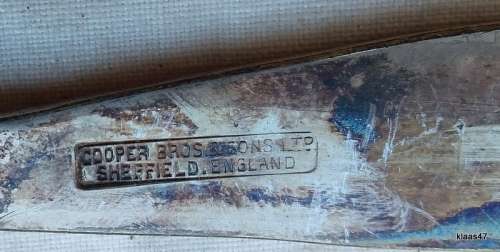 COOPER BROS & SONS LTD
SHEFFIELD. ENGLAND
klaas47